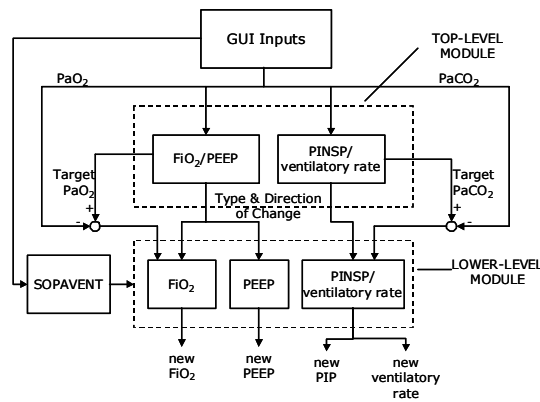 GUI Inputs
TOP-LEVEL
MODULE
PaO₂
PaCO₂
FiO₂/PEEP
PINSP/
ventilatory rate
Target
PaO₂
+
-
Target
PaCO₂
+
-
Type & Direction
of Change
LOWER-LEVEL
MODULE
SOPAVENT
FiO₂
PEEP
PINSP/
ventilatory rate
new
FiO₂
new
PEEP
new
PIP
new
ventilatory
rate